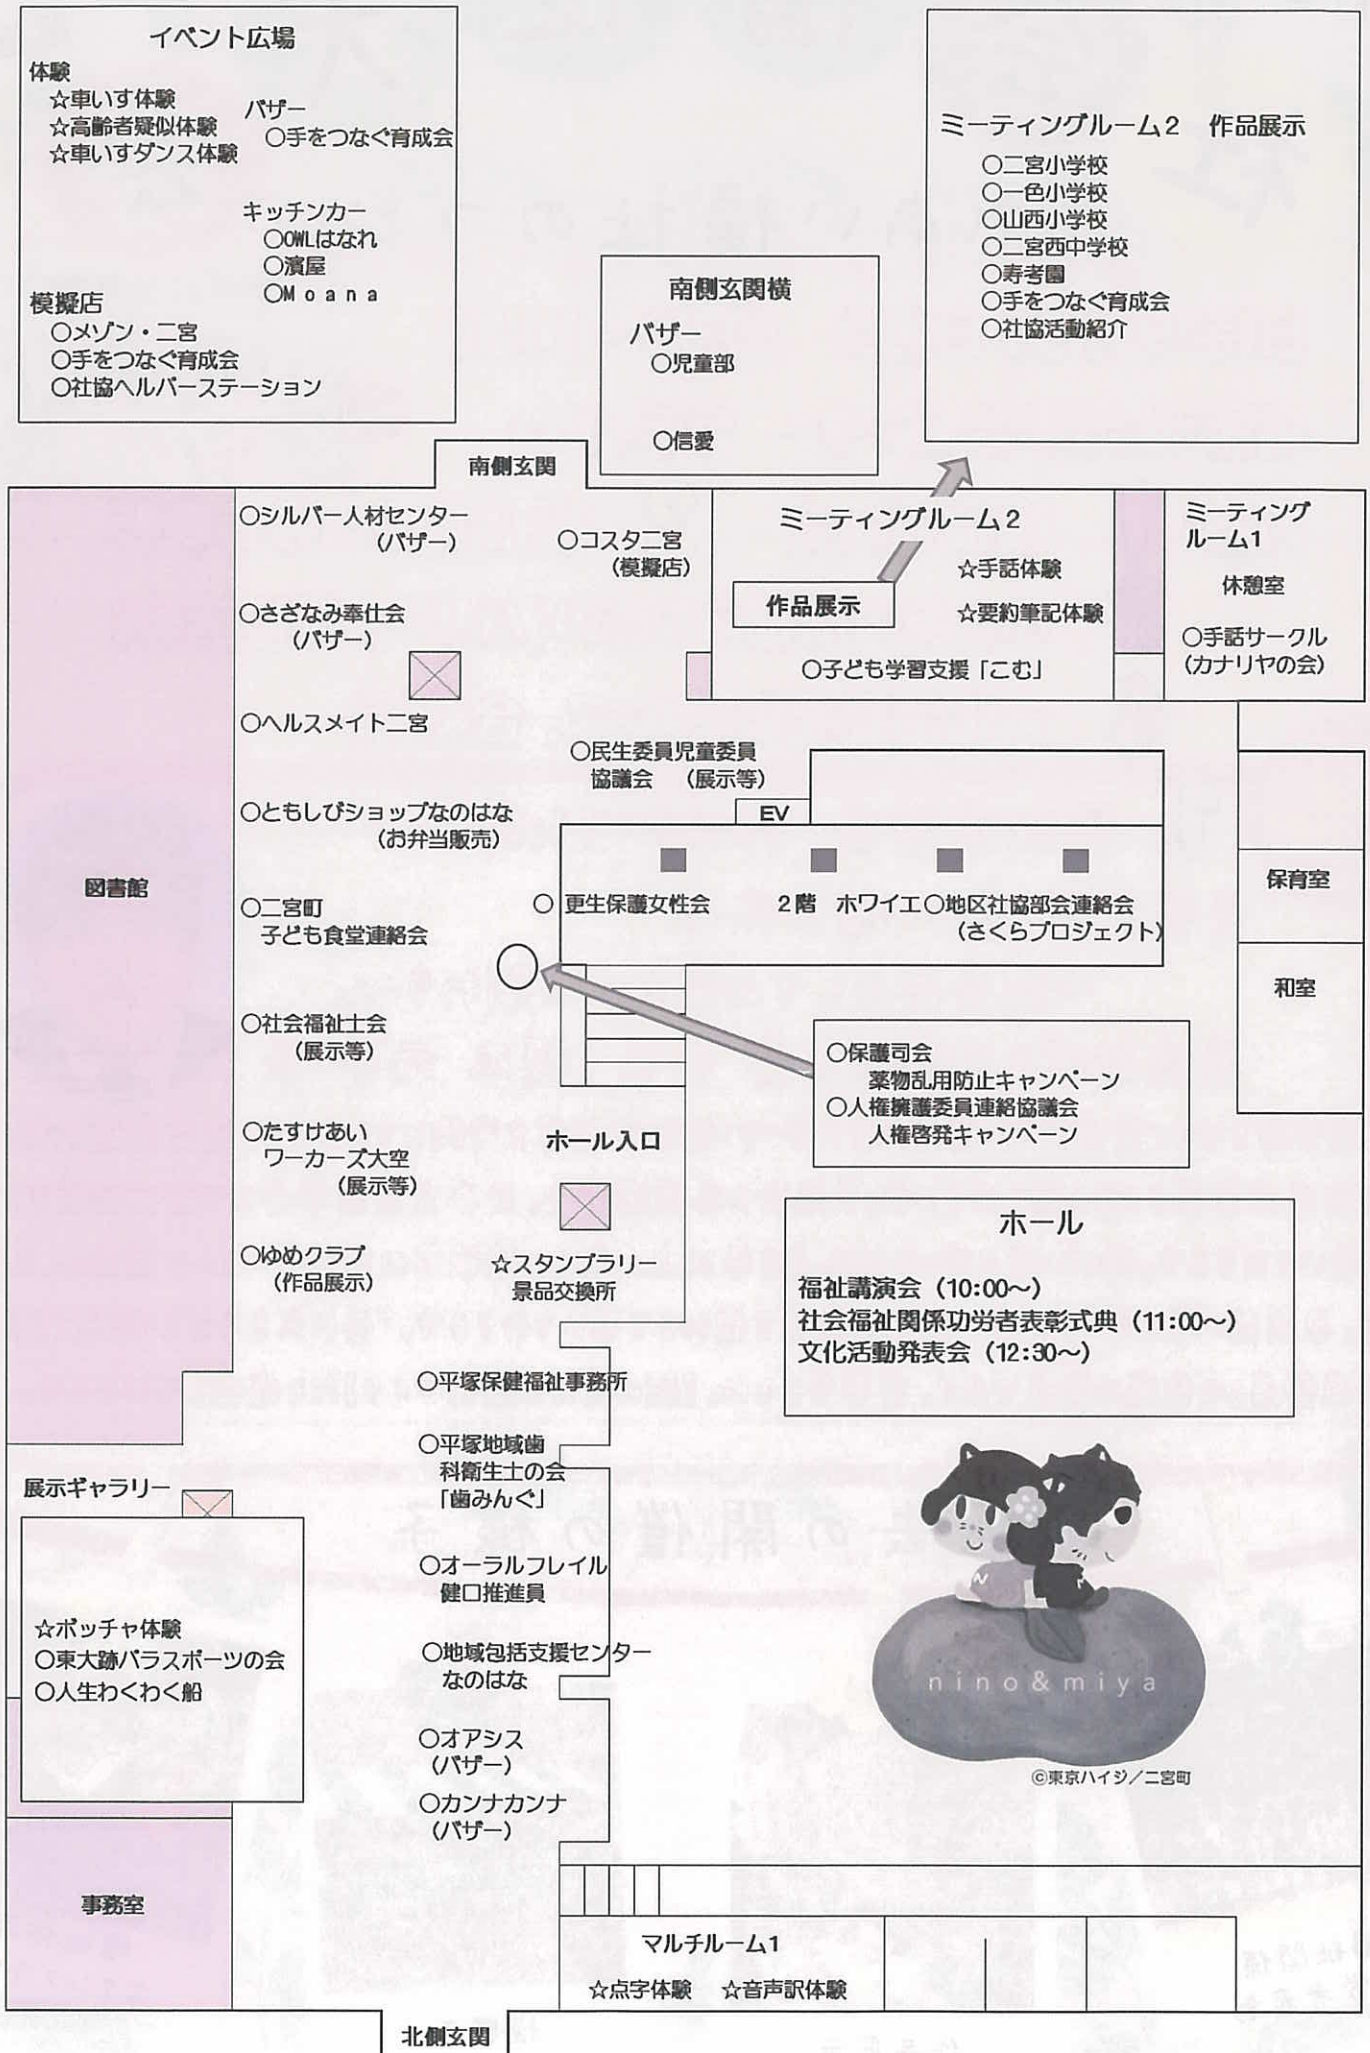 イベント広場
体験
☆車いす体験
☆高齢者疑似体験
☆車いすダンス体験
バザー
○手をつなぐ育成会
キッチンカー
○OWLはなれ
○濱屋
○Moana
模擬店
○メゾン・二宮
○手をつなぐ育成会
○社協ヘルパーステーション
南側玄関横
バザー
○児童部
○信愛
ミーティングルーム2 作品展示
○二宮小学校
○一色小学校
○山西小学校
○二宮西中学校
○寿考園
○手をつなぐ育成会
○社協活動紹介
南側玄関
図書館
○シルバー人材センター
(バザー)
○コスタ二宮
(模擬店)
○さざなみ奉仕会
(バザー)
○ヘルスメイト二宮
○ともしびショップなのはな
(お弁当販売)
○二宮町
子ども食堂連絡会
○社会福祉士会
(展示等)
○たすけあい
ワーカーズ大空
(展示等)
○ゆめクラブ
(作品展示)
ミーティングルーム2
作品展示
☆手話体験
☆要約筆記体験
○子ども学習支援「こむ」
ミーティング
ルーム1
休憩室
○手話サークル
(カナリヤの会)
○民生委員児童委員
協議会 (展示等)
EV
○ 更生保護女性会
2階 ホワイエ○地区社協部会連絡会
(さくらプロジェクト)
保育室
和室
○保護司会
薬物乱用防止キャンペーン
○人権擁護委員連絡協議会
人権啓発キャンペーン
ホール入口
☆スタンプラリー
景品交換所
ホール
福祉講演会 (10:00~)
社会福祉関係功労者表彰式典 (11:00~)
文化活動発表会 (12:30~)
○平塚保健福祉事務所
○平塚地域歯
科衛生士の会
「歯みんぐ」
○オーラルフレイル
健口推進員
○地域包括支援センター
なのはな
○オアシス
(バザー)
○カンナカンナ
(バザー)
展示ギャラリー
☆ボッチャ体験
○東大跡パラスポーツの会
○人生わくわく船
nino&miya
©東京ハイジ/二宮町
事務室
マルチルーム1
☆点字体験 ☆音声訳体験
北側玄関